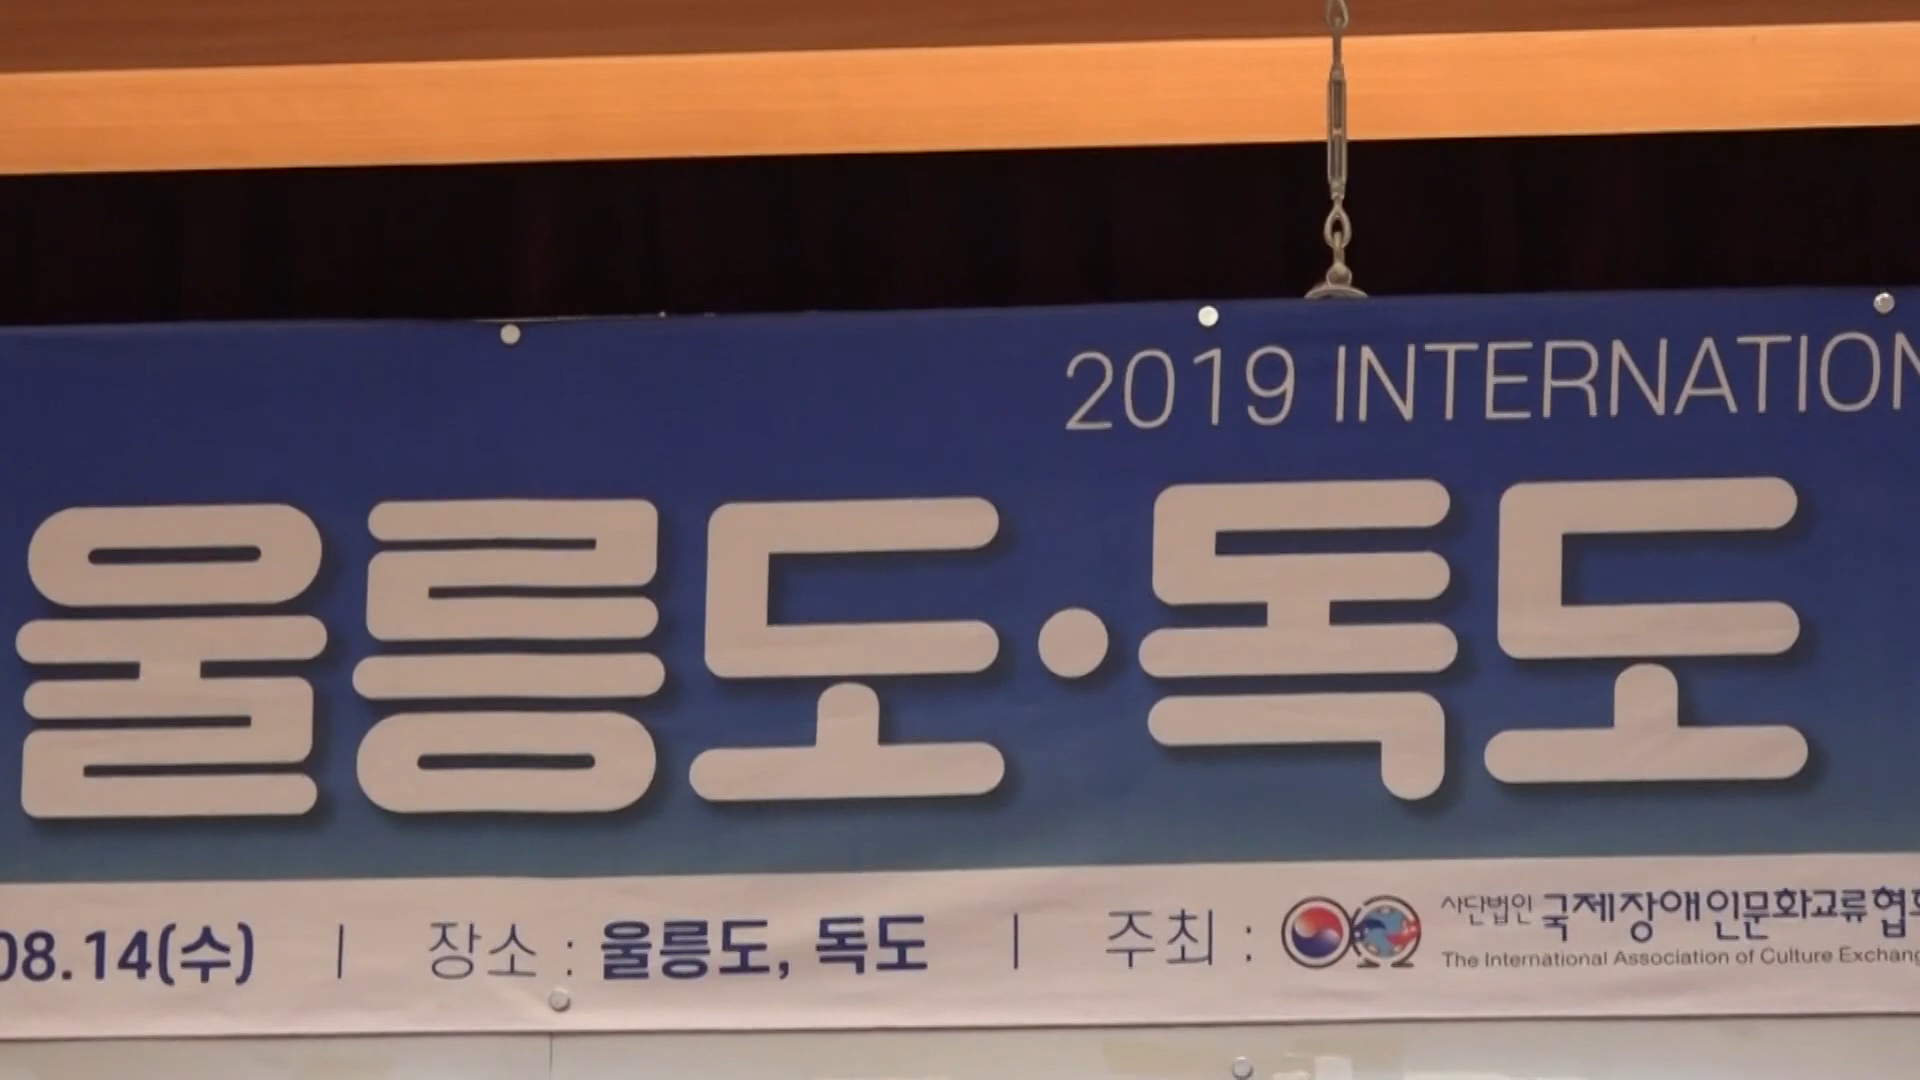 2019 INTERNATION
울릉도·독도
08.14(수) | 장소 : 울릉도, 독도 | 주최 : 사단법인 국제장애인문화교류협회
The International Association of Culture Exchang